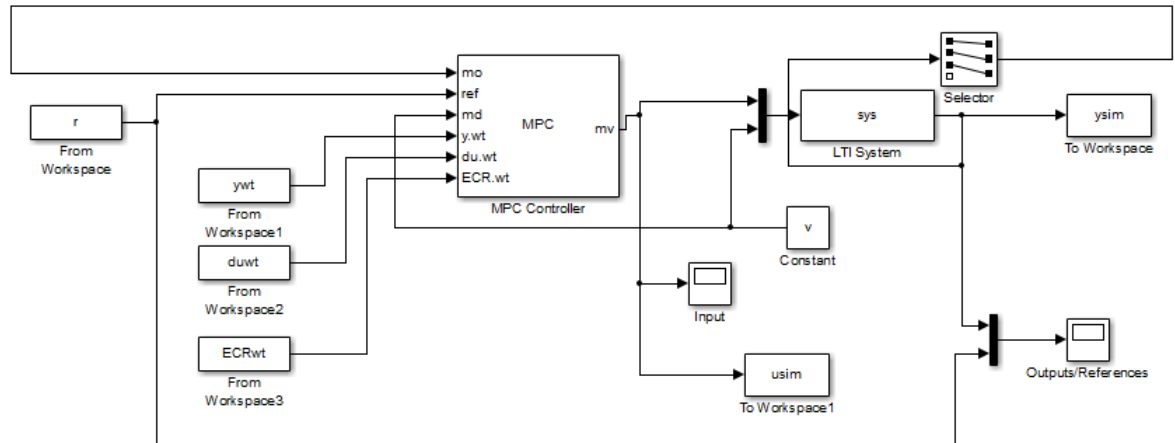 mo
ref
md
y.wt
du.wt
ECR.wt
MPC
mv
MPC Controller
r
From
Workspace
ywt
From
Workspace1
duwt
From
Workspace2
ECRwt
From
Workspace3
Selector
sys
LTI System
ysim
To Workspace
v
Constant
Input
usim
To Workspace1
Outputs/References